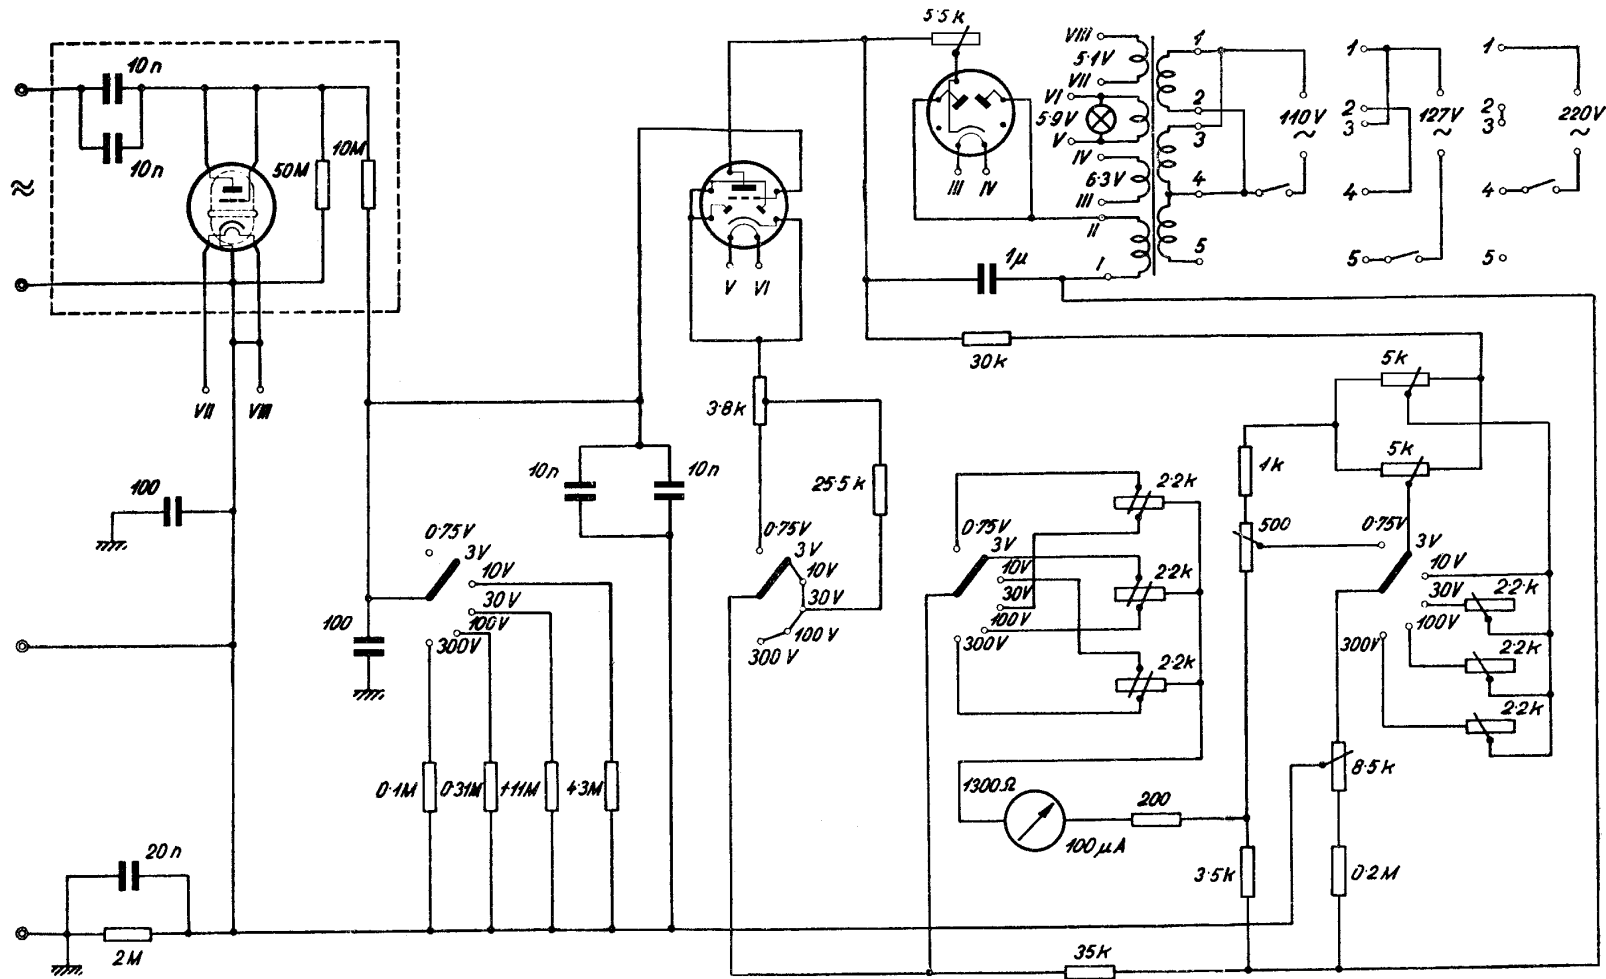 5·5k
10n
10n
≈
50M
10M
VII
VIII
100
V
VI
III
IV
VIII
5·1V
VII
VI
5·9V
V
IV
6·3V
III
II
I
1
2
3
4
5
110V
~
1
2
3
4
5
127V
~
1
2
3
4
5
220V
~
1μ
30k
3·8k
25·5k
10n
10n
0·75V
3V
10V
30V
100V
300V
100
0·1M
0·31M
1·11M
4·3M
0·75V
3V
10V
30V
100V
300V
0·75V
3V
10V
30V
100V
300V
2·2k
2·2k
2·2k
1k
500
5k
5k
0·75V
3V
10V
30V
100V
300V
2·2k
2·2k
2·2k
1300Ω
100μA
200
3·5k
8·5k
0·2M
20n
2M
35k